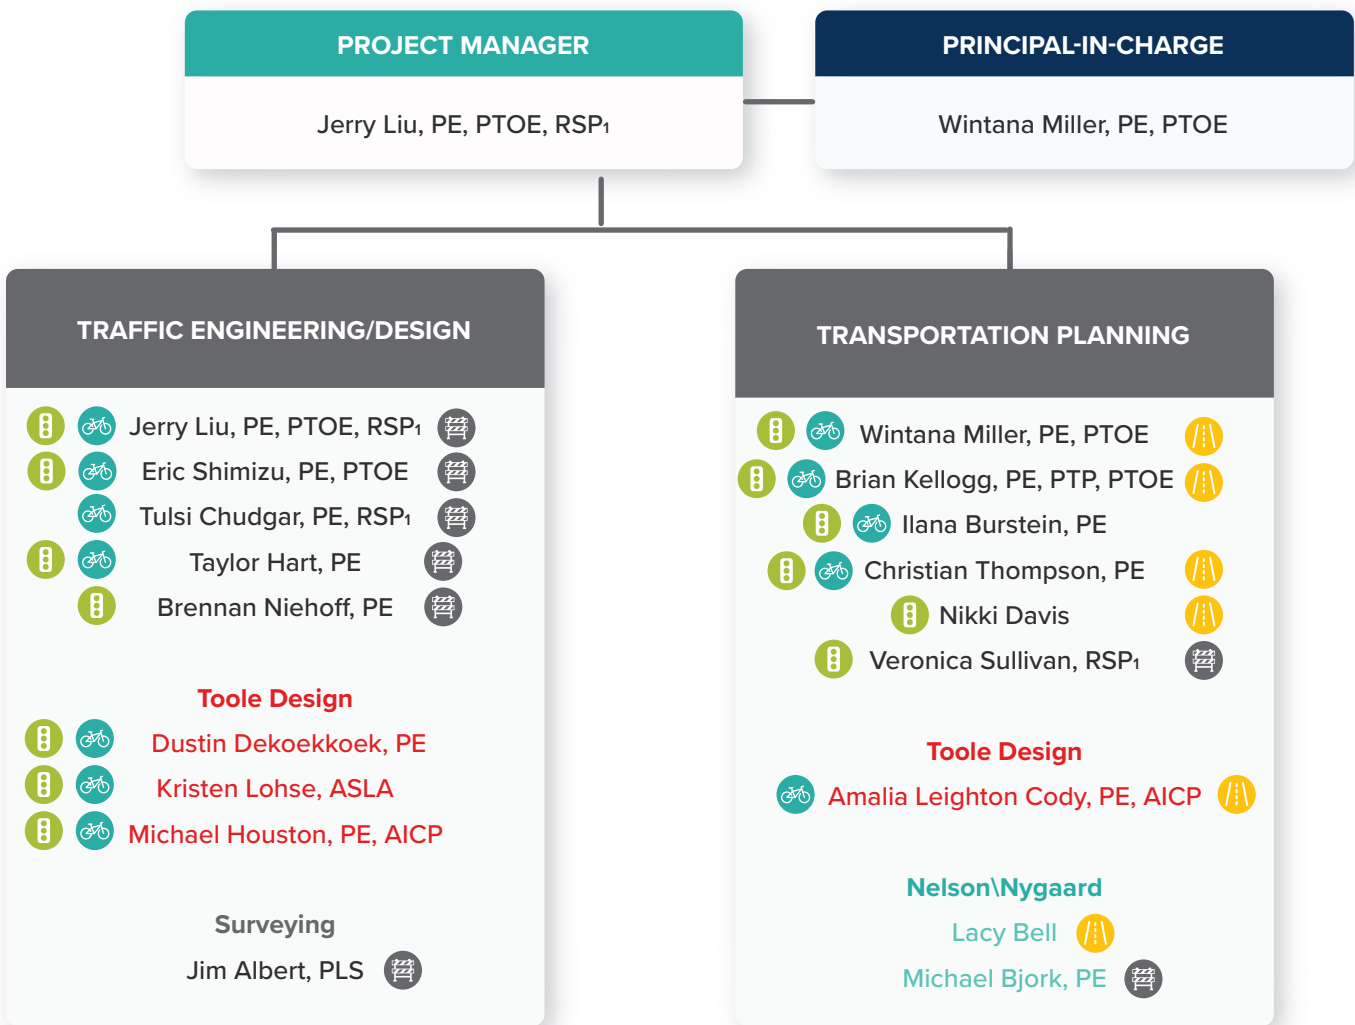 PROJECT MANAGER
Jerry Liu, PE, PTOE, RSP₁
PRINCIPAL-IN-CHARGE
Wintana Miller, PE, PTOE
TRAFFIC ENGINEERING/DESIGN
Jerry Liu, PE, PTOE, RSP₁
Eric Shimizu, PE, PTOE
Tulsi Chudgar, PE, RSP₁
Taylor Hart, PE
Brennan Niehoff, PE
Toole Design
Dustin Dekoekkoek, PE
Kristen Lohse, ASLA
Michael Houston, PE, AICP
Surveying
Jim Albert, PLS
TRANSPORTATION PLANNING
Wintana Miller, PE, PTOE
Brian Kellogg, PE, PTP, PTOE
Ilana Burstein, PE
Christian Thompson, PE
Nikki Davis
Veronica Sullivan, RSP₁
Toole Design
Amalia Leighton Cody, PE, AICP
Nelson\Nygaard
Lacy Bell
Michael Bjork, PE